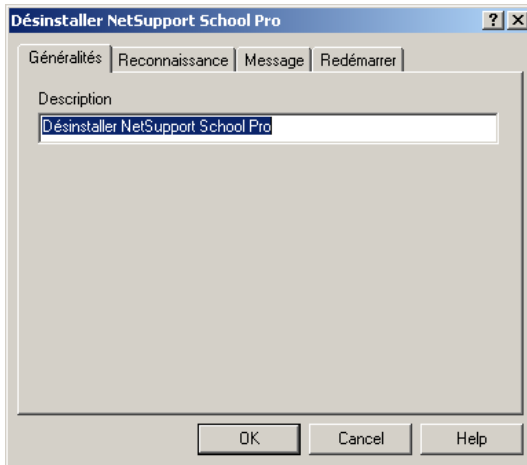 Désinstaller NetSupport School Pro
Généralités Reconnaissance Message Redémarrer
Description
Désinstaller NetSupport School Pro
OK Cancel Help